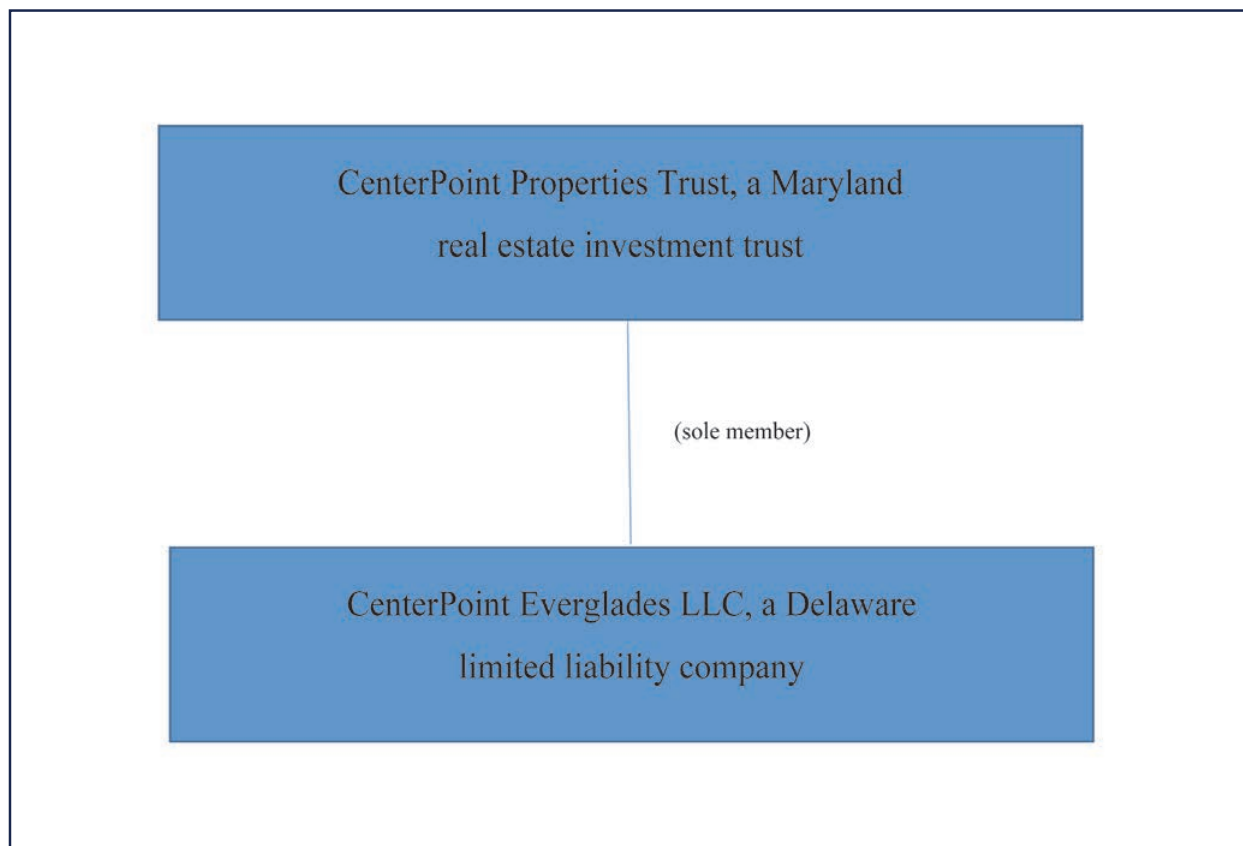 CenterPoint Properties Trust, a Maryland
real estate investment trust
(sole member)
CenterPoint Everglades LLC, a Delaware
limited liability company